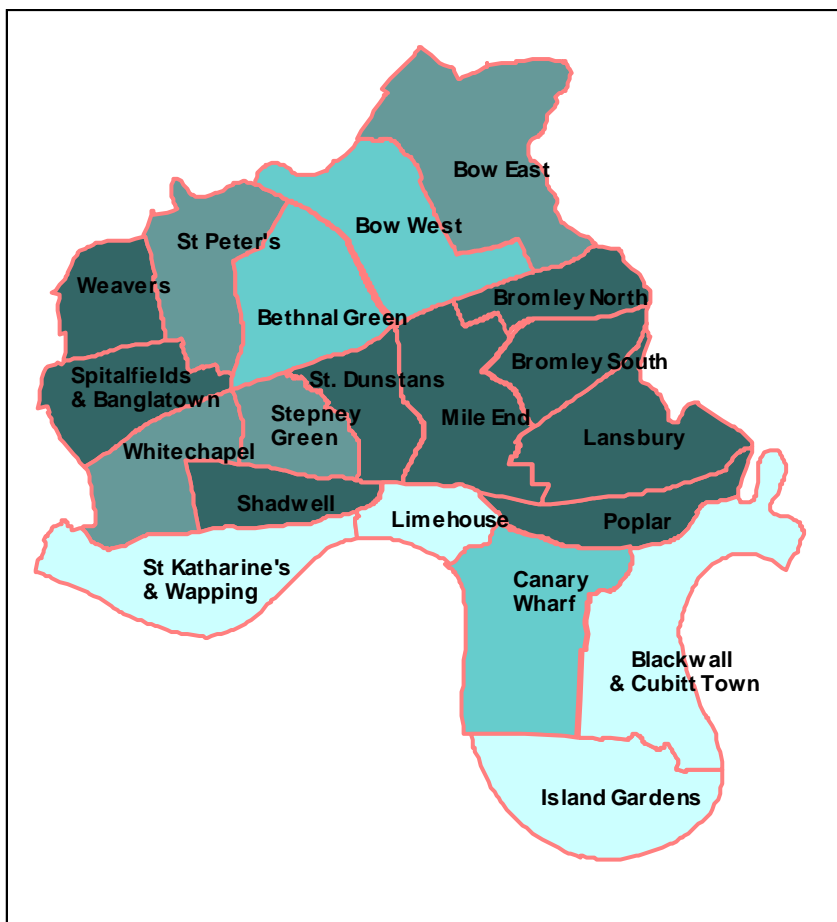 Bow East
Bow West
St Peter's
Weavers
Bromley North
Bethnal Green
Bromley South
Spitalfields
& Banglatown
St. Dunstans
Stepney
Green
Mile End
Lansbury
Whitechapel
Shadwell
Limehouse
Poplar
St Katharine's
& Wapping
Canary
Wharf
Blackwall
& Cubitt Town
Island Gardens